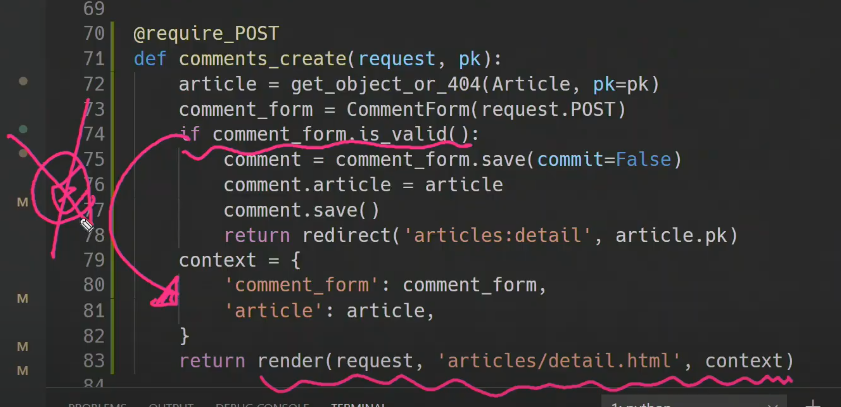 69
70 @require_POST
71 def comments_create(request, pk):
72 article = get_object_or_404(Article, pk=pk)
73 comment_form = CommentForm(request.POST)
74 if comment_form.is_valid():
75 comment = comment_form.save(commit=False)
76 comment.article = article
77 comment.save()
78 return redirect('articles:detail', article.pk)
M
79 context = {
80 'comment_form': comment_form,
M
81 'article': article,
82 }
M
83 return render(request, 'articles/detail.html', context)
M
84
PROBLEMS OUTPUT DEBUG CONSOLE TERMINAL 1: python